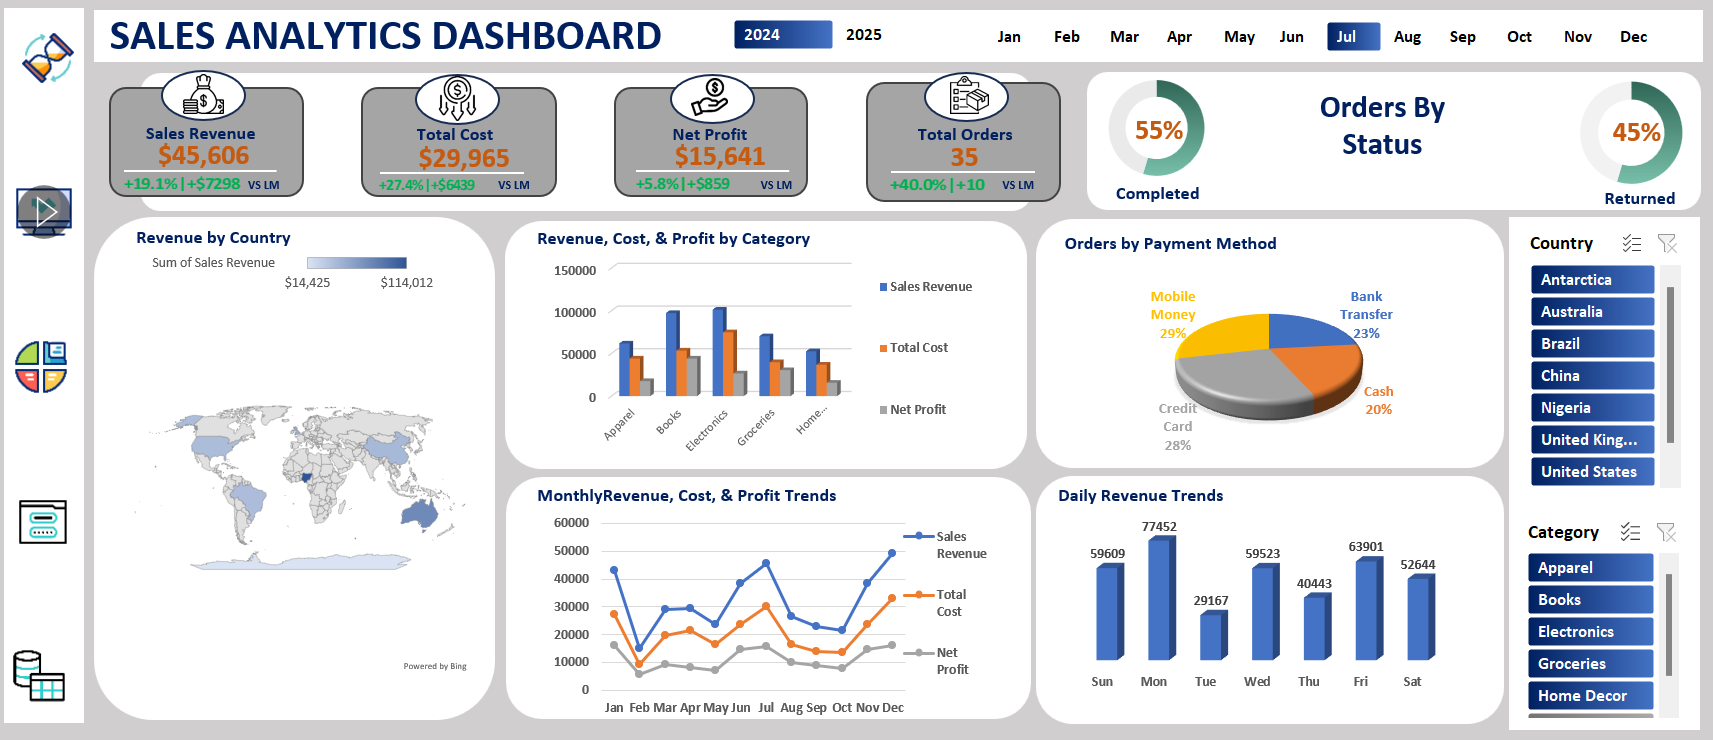 SALES ANALYTICS DASHBOARD
2024
2025
Jan Feb Mar Apr May Jun Jul Aug Sep Oct Nov Dec
Sales Revenue
$45,606
+19.1%|+$7298 VS LM
Total Cost
$29,965
+27.4%|+$6439 VS LM
Net Profit
$15,641
+5.8%|+$859 VS LM
Total Orders
35
+40.0%|+10 VS LM
55%
Completed
Orders By
Status
45%
Returned
Revenue by Country
Sum of Sales Revenue
$14,425 $114,012
Powered by Bing
Revenue, Cost, & Profit by Category
150000
100000
50000
0
Apparel
Books
Electronics
Groceries
Home...
Sales Revenue
Total Cost
Net Profit
Orders by Payment Method
Mobile
Money
29%
Bank
Transfer
23%
Cash
20%
Credit
Card
28%
MonthlyRevenue, Cost, & Profit Trends
60000
50000
40000
30000
20000
10000
0
Jan Feb Mar Apr May Jun Jul Aug Sep Oct Nov Dec
Sales
Revenue
Total
Cost
Net
Profit
Daily Revenue Trends
59609
77452
29167
59523
40443
63901
52644
Sun Mon Tue Wed Thu Fri Sat
Country
Antarctica
Australia
Brazil
China
Nigeria
United King...
United States
Category
Apparel
Books
Electronics
Groceries
Home Decor